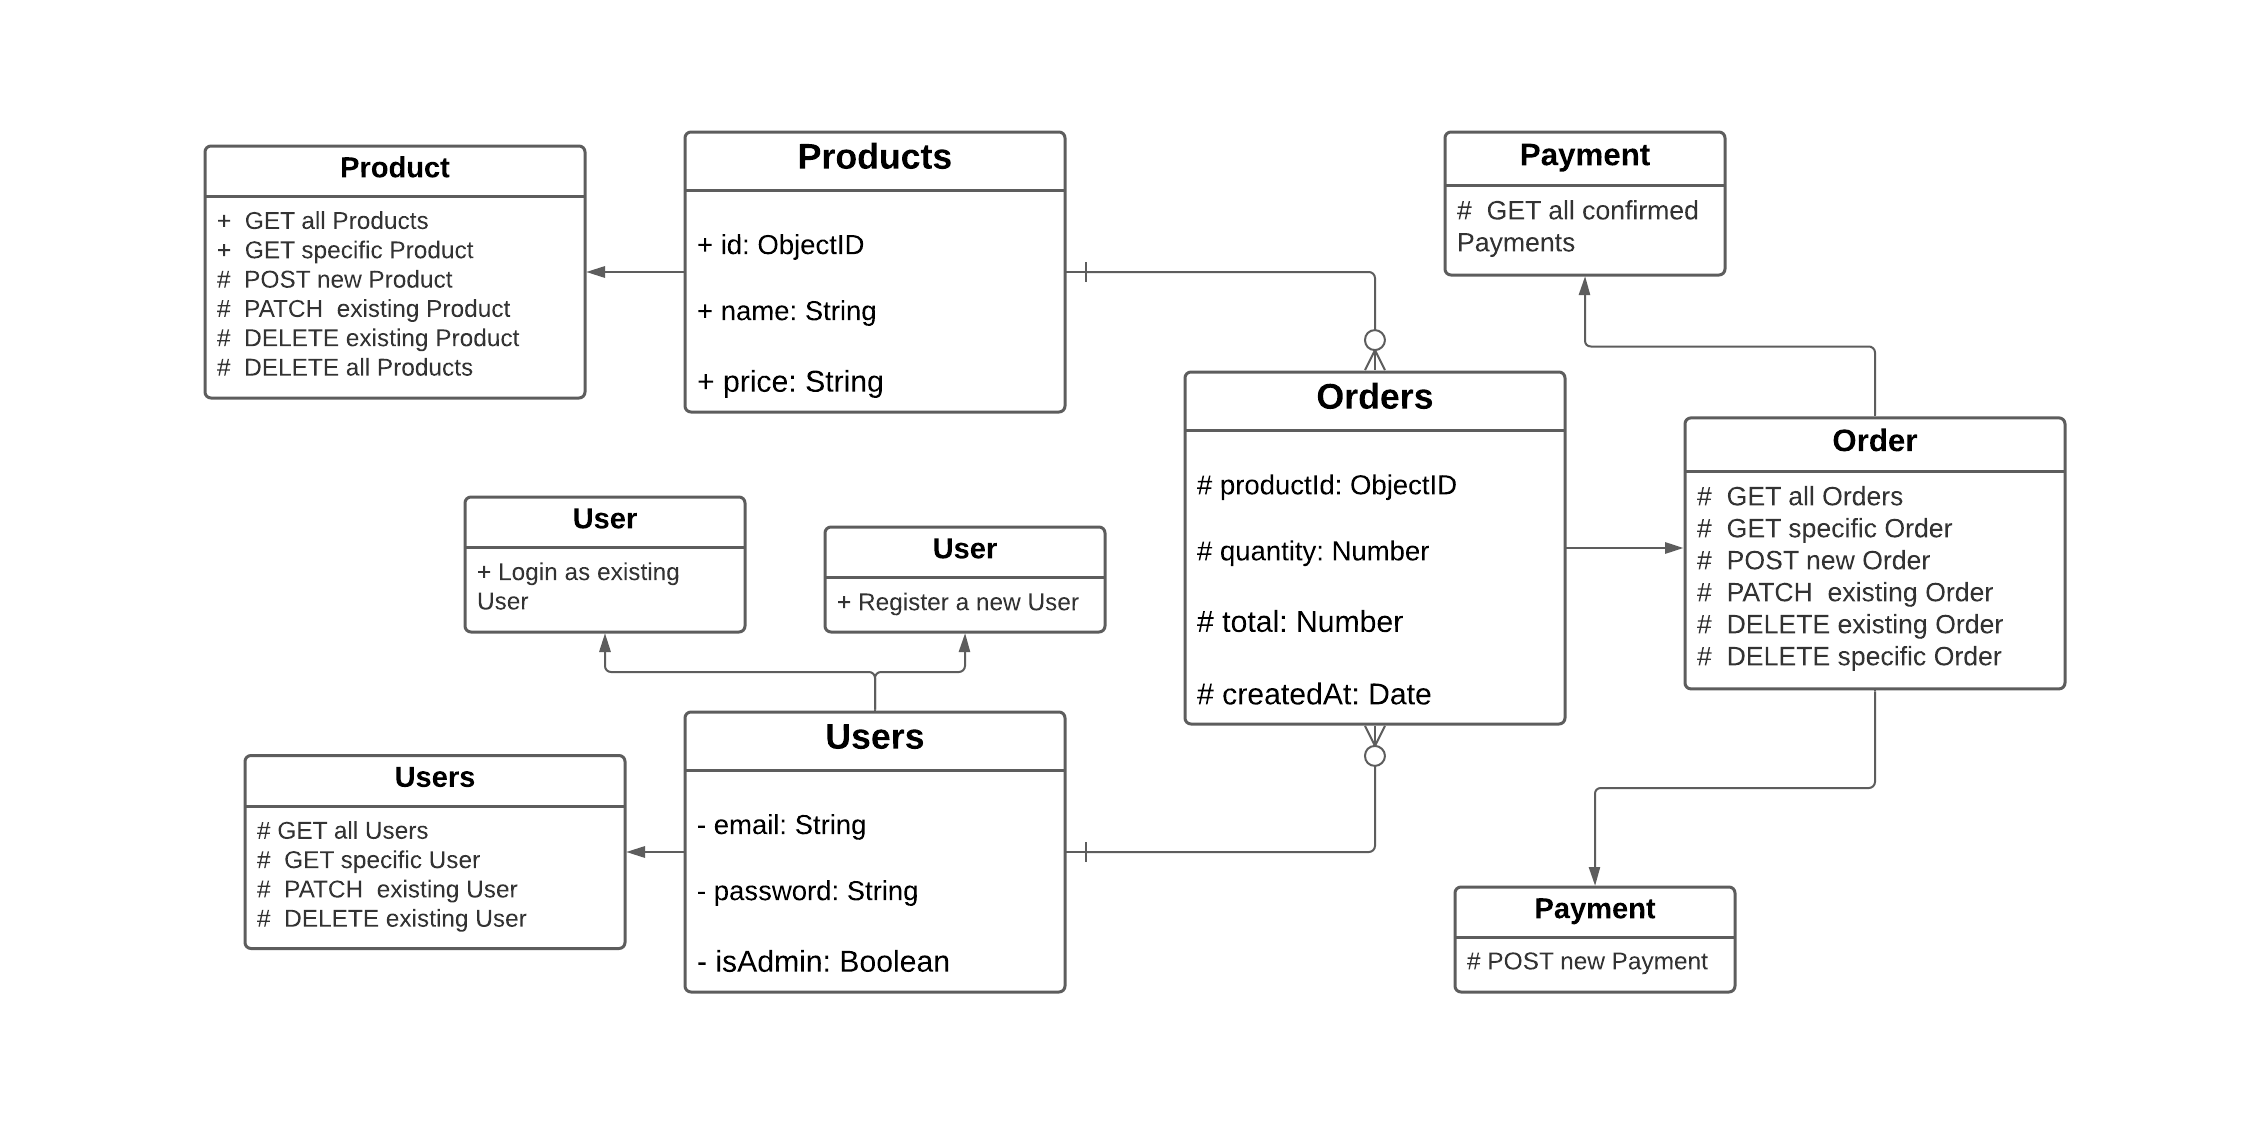 Product
+ GET all Products
+ GET specific Product
# POST new Product
# PATCH existing Product
# DELETE existing Product
# DELETE all Products
Products
+ id: ObjectID
+ name: String
+ price: String
Payment
# GET all confirmed
Payments
Orders
# productId: ObjectID
# quantity: Number
# total: Number
# createdAt: Date
Order
# GET all Orders
# GET specific Order
# POST new Order
# PATCH existing Order
# DELETE existing Order
# DELETE specific Order
User
+ Login as existing
User
User
+ Register a new User
Users
# GET all Users
# GET specific User
# PATCH existing User
# DELETE existing User
Users
- email: String
- password: String
- isAdmin: Boolean
Payment
# POST new Payment